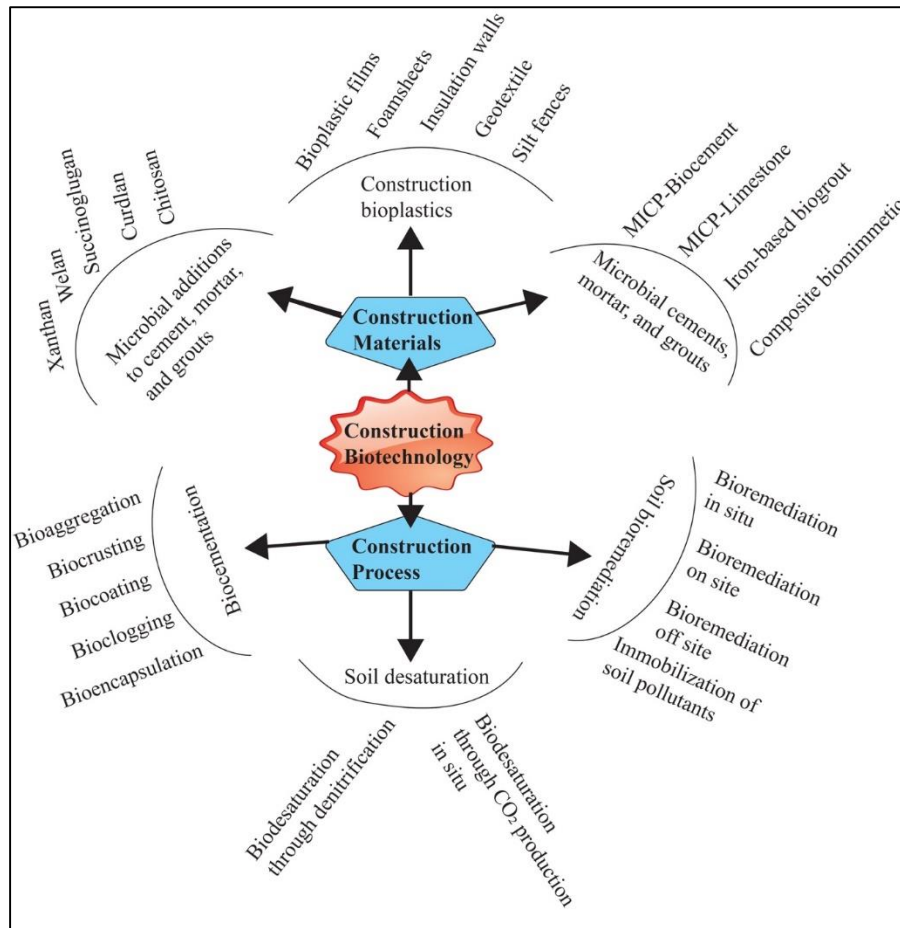 Bioplastic films
Foamsheets
Insulation walls
Geotextile
Silt fences
Construction
bioplastics
Xanthan
Welan
Succinoglugan
Curdlan
Chitosan
Microbial additions
to cement, mortar,
and grouts
MICP-Biocement
MICP-Limestone
Iron-based biogrout
Composite biomimmetic
Microbial cements,
mortar, and grouts
Construction
Materials
Construction
Biotechnology
Construction
Process
Bioaggregation
Biocrusting
Biocoating
Bioclogging
Bioencapsulation
Biocementation
Soil bioremediation
Bioremediation
in situ
Bioremediation
on site
Bioremediation
off site
Immobilization of
soil pollutants
Soil desaturation
Biodesaturation
through denitrification
Biodesaturation
through CO₂ production
in situ